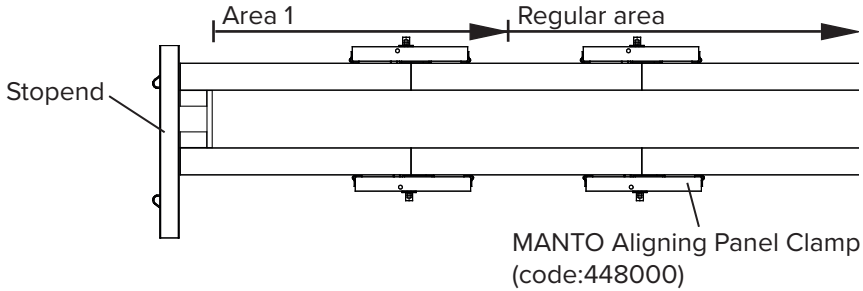 Area 1
Regular area
Stopend
MANTO Aligning Panel Clamp
(code:448000)